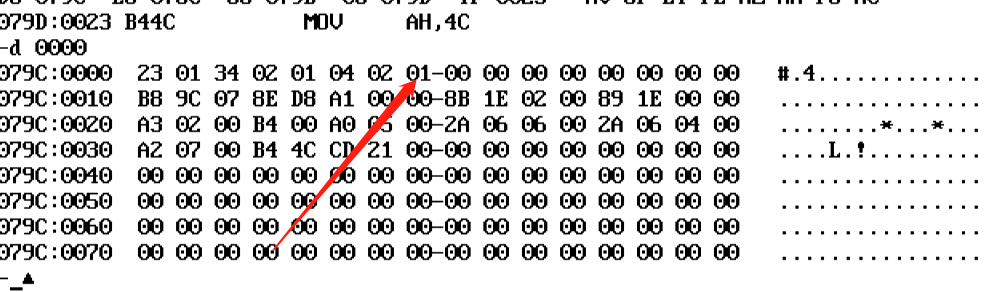 079D:0023 B44C MOV AH,4C
-d 0000
079C:0000 23 01 34 02 01 04 02 01-00 00 00 00 00 00 00 00 #.4.............
079C:0010 B8 9C 07 8E D8 A1 00 00-8B 1E 02 00 89 1E 00 00 ................
079C:0020 A3 02 00 B4 00 A0 05 00-2A 06 06 00 2A 06 04 00 ........*...*...
079C:0030 A2 07 00 B4 4C CD 21 00-00 00 00 00 00 00 00 00 ....L.!.........
079C:0040 00 00 00 00 00 00 00 00-00 00 00 00 00 00 00 00 ................
079C:0050 00 00 00 00 00 00 00 00-00 00 00 00 00 00 00 00 ................
079C:0060 00 00 00 00 00 00 00 00-00 00 00 00 00 00 00 00 ................
079C:0070 00 00 00 00 00 00 00 00-00 00 00 00 00 00 00 00 ................
-_